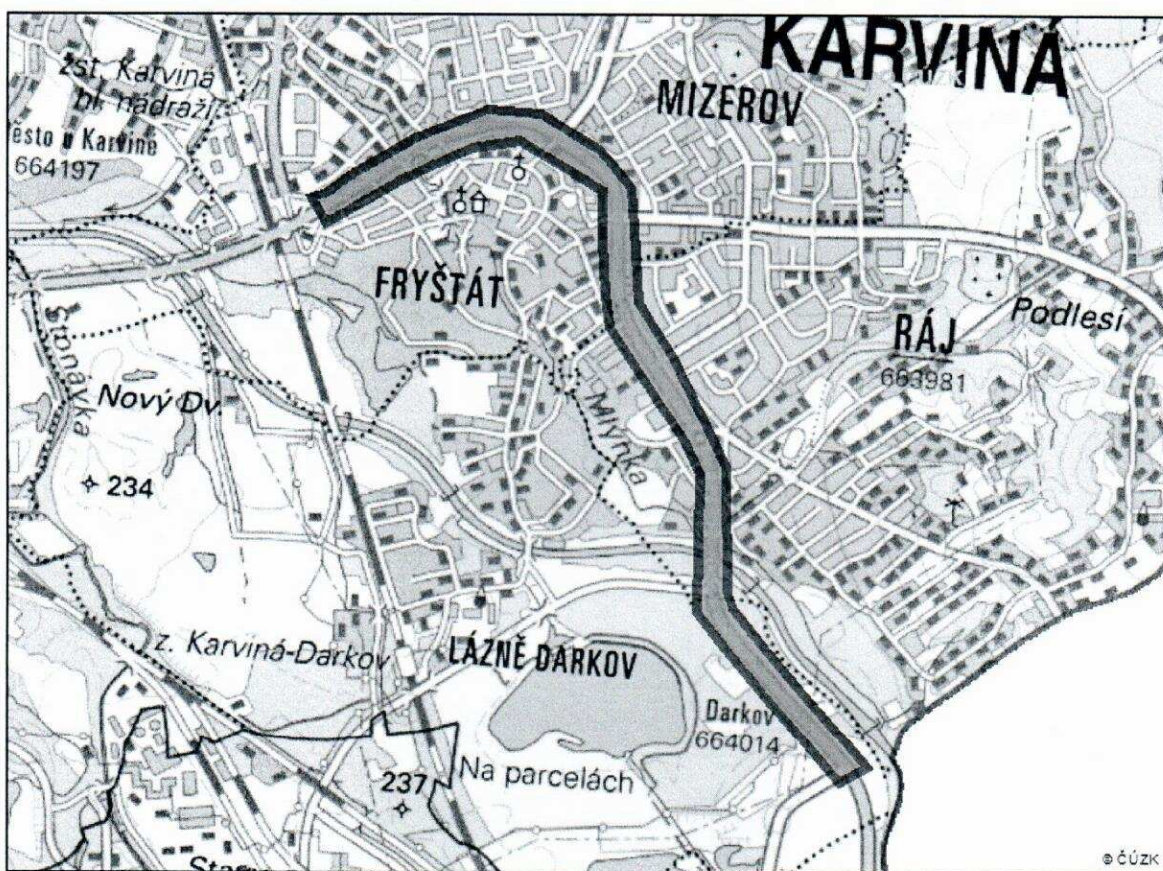 KARVINÁ
zst. Karviná
hl. nádraží
MIZEROV
ěsto u Karviné
664197
FRYŠTÁT
Stonávka
Podlesí
RÁJ
663981
Nový Dv.
Mlýnka
234
z. Karviná-Darkov
LÁZNĚ DARKOV
Darkov
664014
Na parcelách
237
© ČÚZK